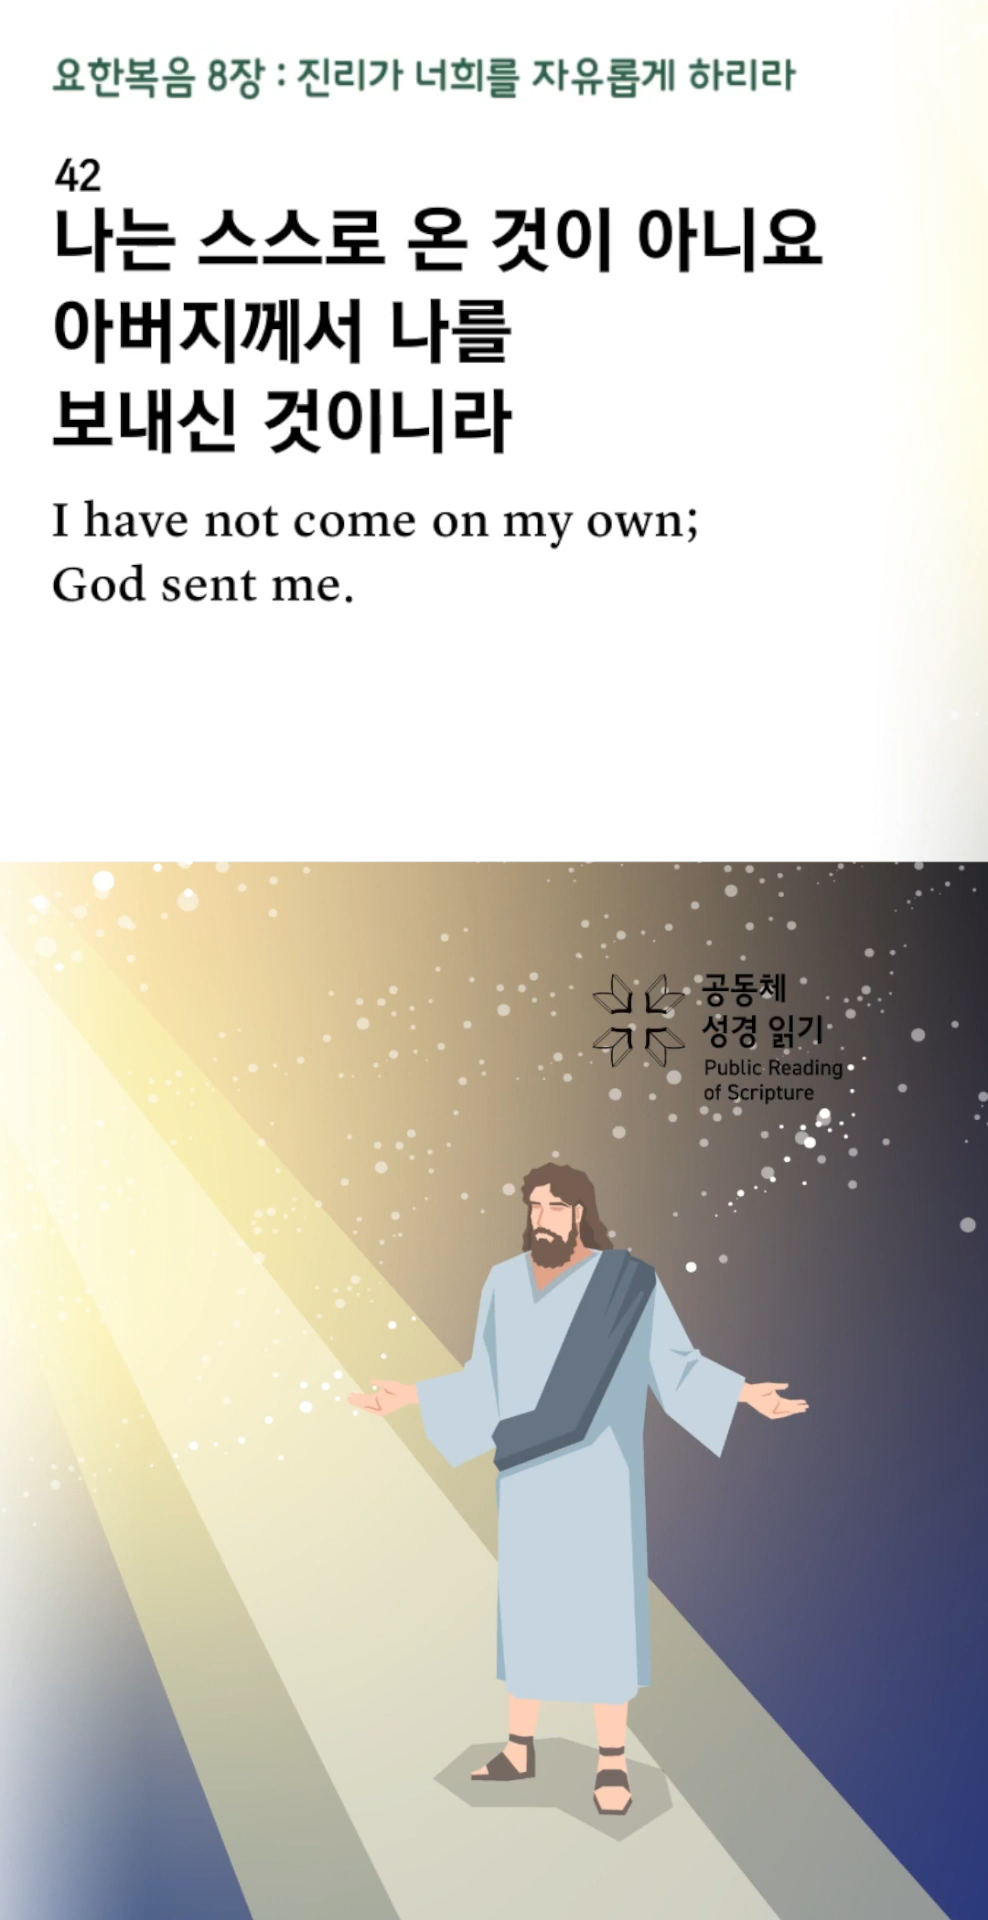 요한복음 8장 : 진리가 너희를 자유롭게 하리라
42
나는 스스로 온 것이 아니요
아버지께서 나를
보내신 것이니라
I have not come on my own;
God sent me.
공동체
성경 읽기
Public Reading
of Scripture